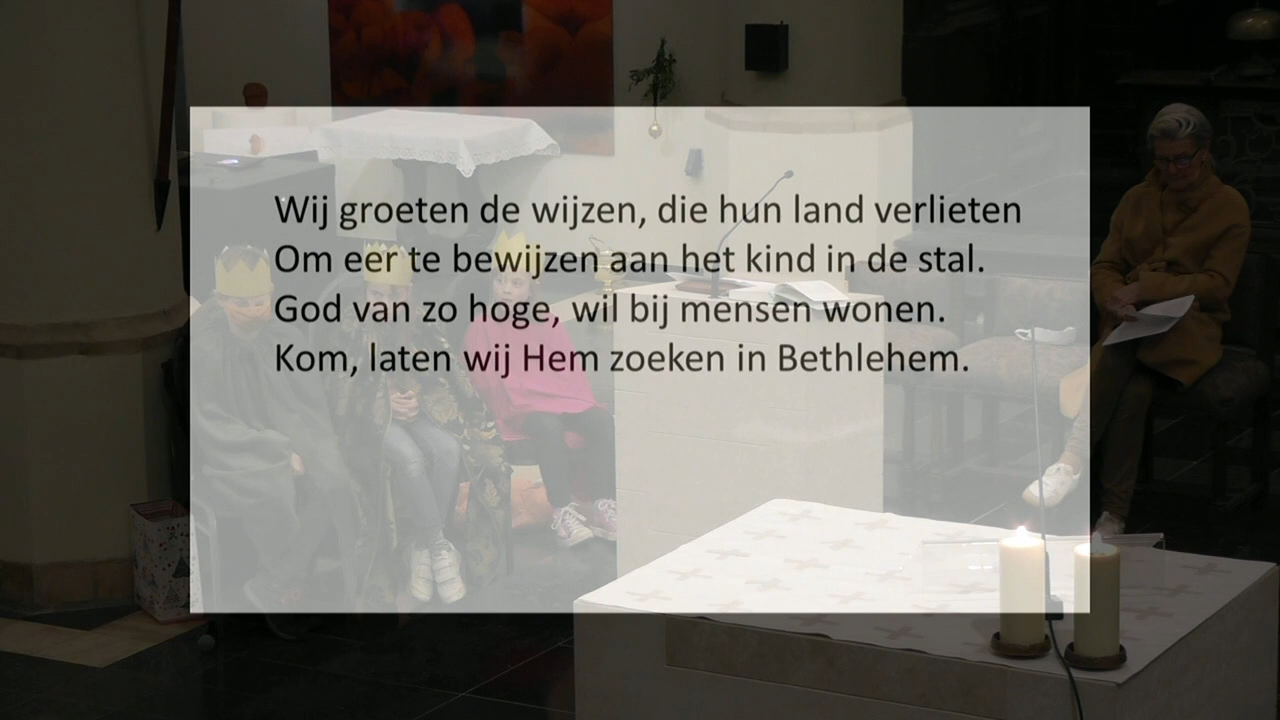 Wij groeten de wijzen, die hun land verlieten
Om eer te bewijzen aan het kind in de stal.
God van zo hoge, wil bij mensen wonen.
Kom, laten wij Hem zoeken in Bethlehem.